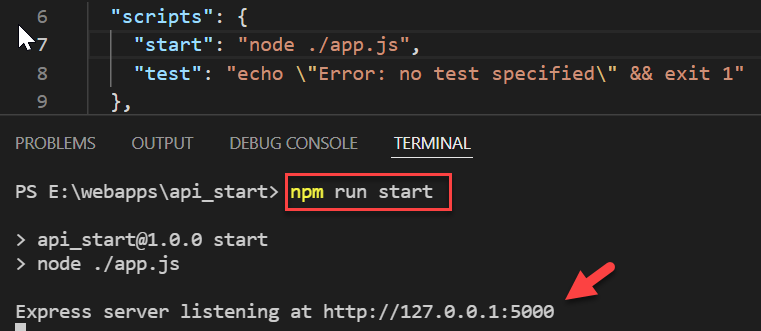 6 "scripts": {
7 "start": "node ./app.js",
8 "test": "echo \"Error: no test specified\" && exit 1"
9 },
PROBLEMS OUTPUT DEBUG CONSOLE TERMINAL
PS E:\webapps\api_start> npm run start
> api_start@1.0.0 start
> node ./app.js
Express server listening at http://127.0.0.1:5000